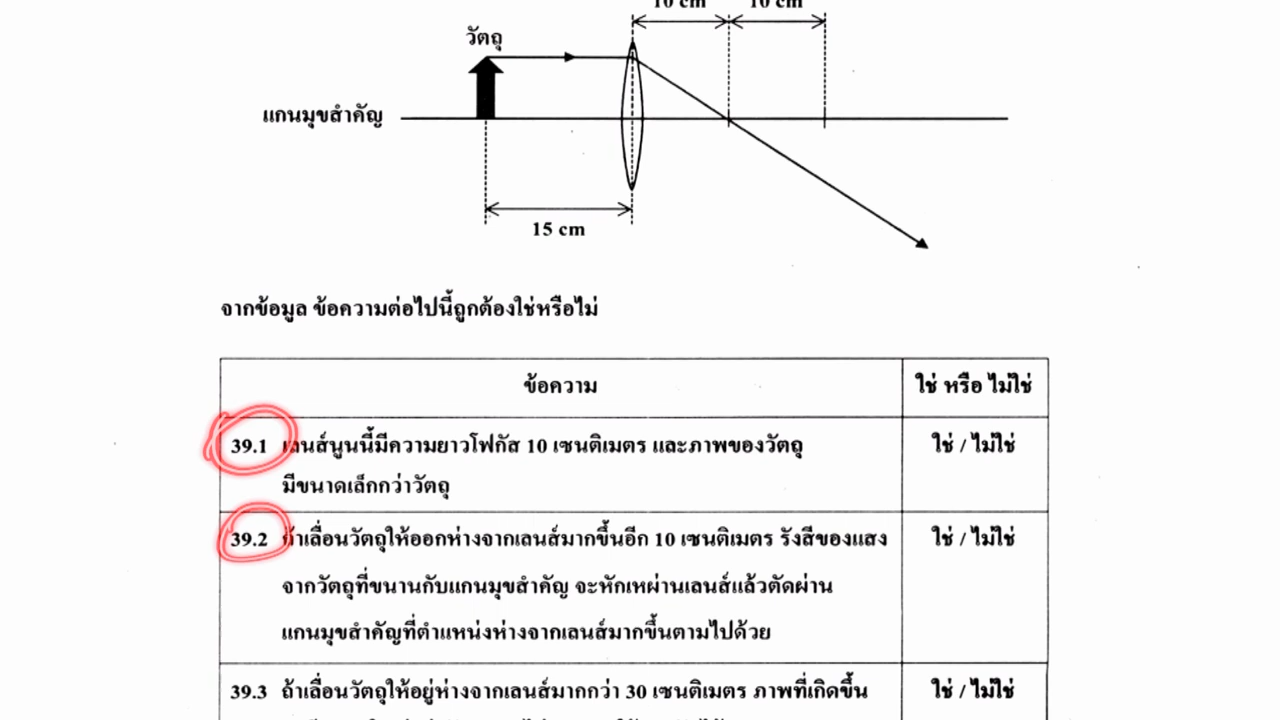 10 cm 10 cm
วัตถุ
แกนมุขสำคัญ
15 cm
จากข้อมูล ข้อความต่อไปนี้ถูกต้องใช่หรือไม่
ข้อความ ใช่ หรือ ไม่ใช่
39.1 เลนส์นูนนี้มีความยาวโฟกัส 10 เซนติเมตร และภาพของวัตถุ ใช่ / ไม่ใช่
มีขนาดเล็กกว่าวัตถุ
39.2 ถ้าเลื่อนวัตถุให้ออกห่างจากเลนส์มากขึ้นอีก 10 เซนติเมตร รังสีของแสง ใช่ / ไม่ใช่
จากวัตถุที่ขนานกับแกนมุขสำคัญ จะหักเหผ่านเลนส์แล้วตัดผ่าน
แกนมุขสำคัญที่ตำแหน่งห่างจากเลนส์มากขึ้นตามไปด้วย
39.3 ถ้าเลื่อนวัตถุให้อยู่ห่างจากเลนส์มากกว่า 30 เซนติเมตร ภาพที่เกิดขึ้น ใช่ / ไม่ใช่